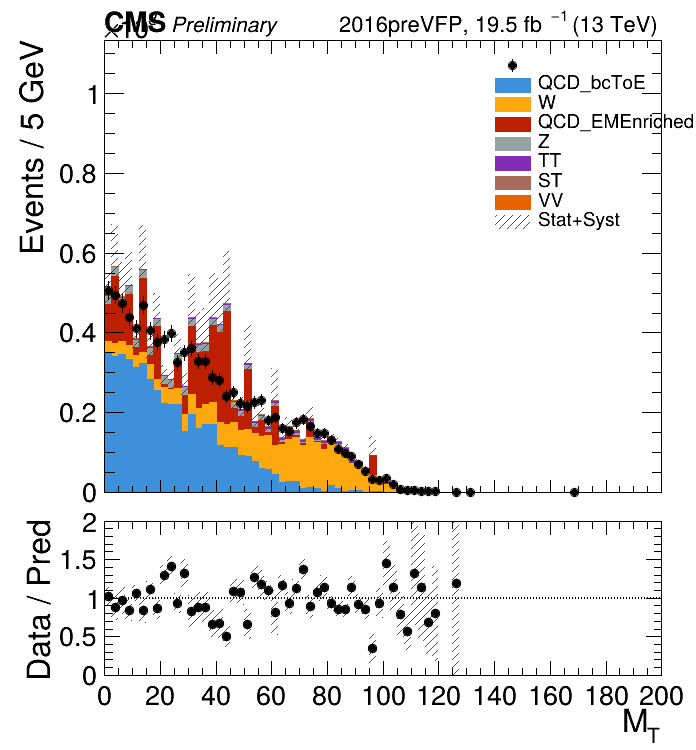 CMS Preliminary 2016preVFP, 19.5 fb⁻¹ (13 TeV)
Events / 5 GeV
1
0.8
0.6
0.4
0.2
0
QCD_bcToE
W
QCD_EMEnriched
Z
TT
ST
VV
Stat+Syst
Data / Pred
2
1.5
1
0.5
0
0 20 40 60 80 100 120 140 160 180 200
M_T